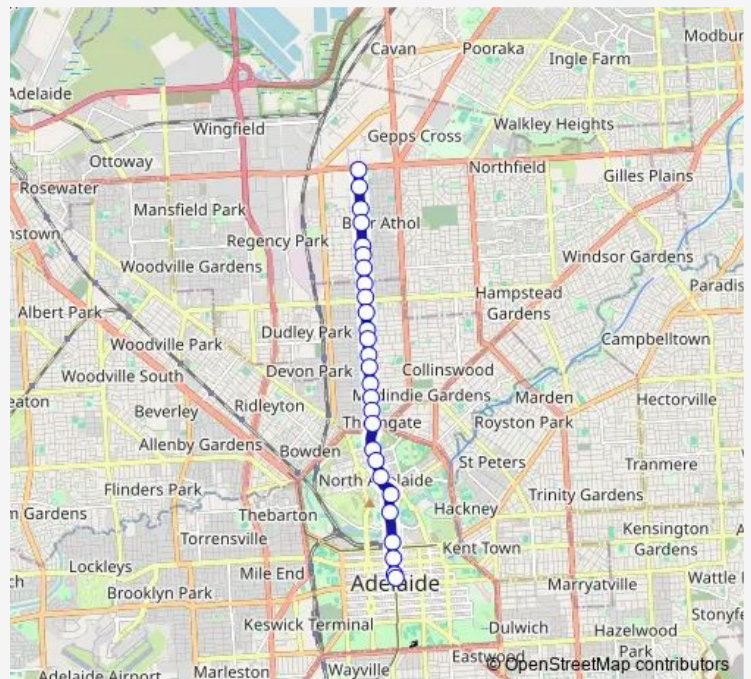 Cavan
Pooraka
Modbur
Ingle Farm
Adelaide
Wingfield
Gepps Cross
Walkley Heights
Ottoway
Northfield
Rosewater
Gilles Plains
Mansfield Park
nstown
Regency Park
Woodville Gardens
Windsor Gardens
Paradis
Albert Park
Hampstead
Gardens
Dudley Park
Woodville Park
Campbelltown
Woodville South
Devon Park
Collinswood
eaton
Beverley
Ridleyton
Marden
Hectorville
Allenby Gardens
Bowden
Royston Park
St Peters
Tranmere
Flinders Park
Trinity Gardens
m Gardens
Thebarton
Hackney
Torrensville
Kent Town
Kensington
Gardens
Lockleys
Mile End
Adelaide
Marryatville
Wattle
Brooklyn Park
Keswick Terminal
Dulwich
Hazelwood
Park
Stonyfe
Adelaide Airport
Marleston
Wayville
Eastwood
© OpenStreetMap contributors